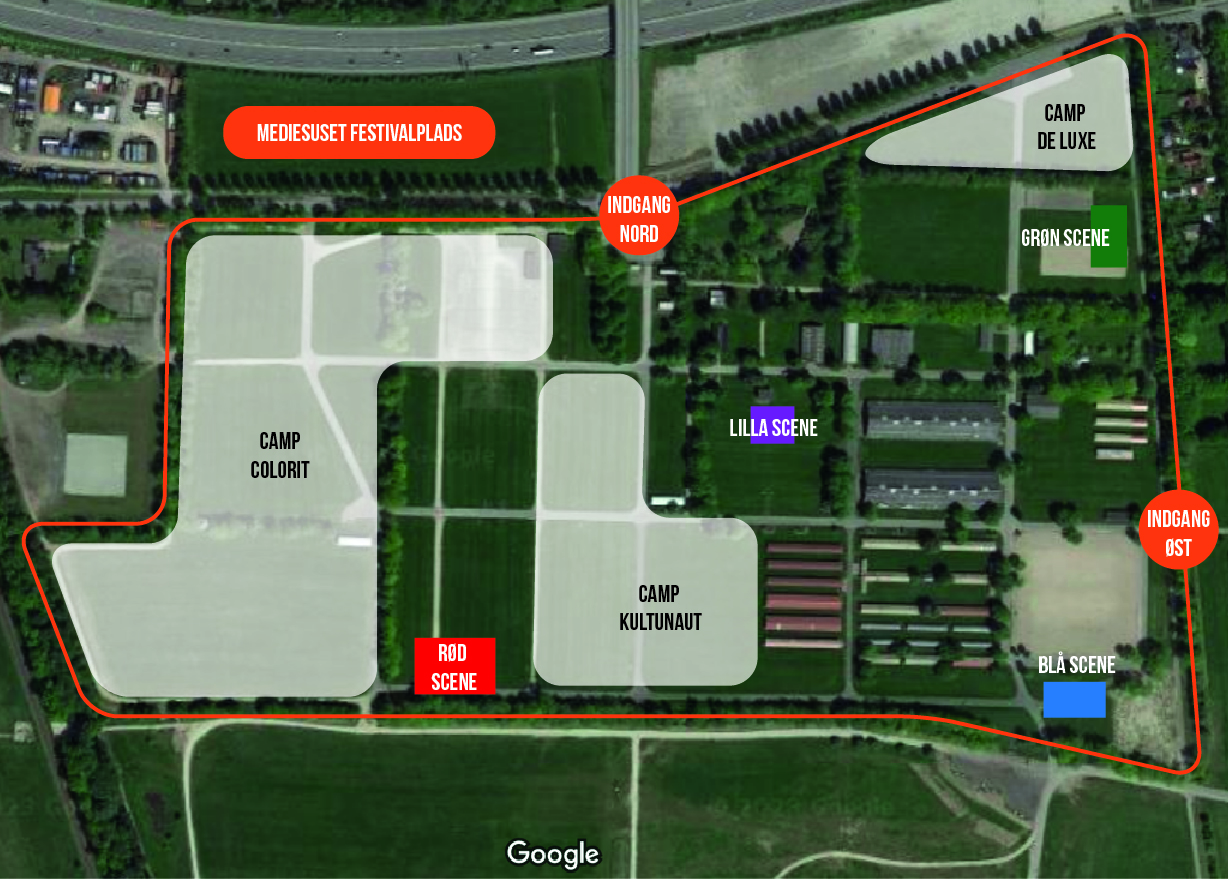 MEDIESUSET FESTIVALPLADS
CAMP
DE LUXE
INDGANG
NORD
GRØN SCENE
LILLA SCENE
CAMP
COLORIT
INDGANG
ØST
CAMP
KULTUNAUT
RØD
SCENE
BLÅ SCENE
Google